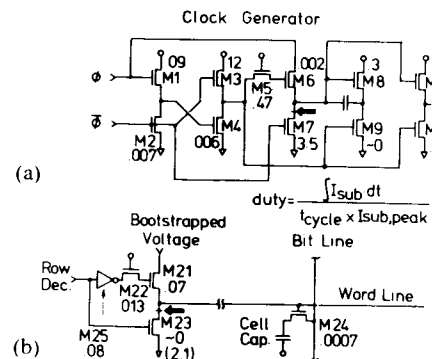 Clock Generator
ϕ
09
M1
12
M3
M5
.47
002
M6
3
M8
M
ϕ̅
M2
.007
M4
006
M7
3.5
M9
~0
M
(a)
duty= ∫Isub dt
tcycle × Isub,peak
Bootstrapped
Voltage
Bit Line
Row
Dec.
M21
.07
M22
013
Word Line
M23
~0
(2.1)
M25
08
Cell
Cap.
M24
.0007
(b)